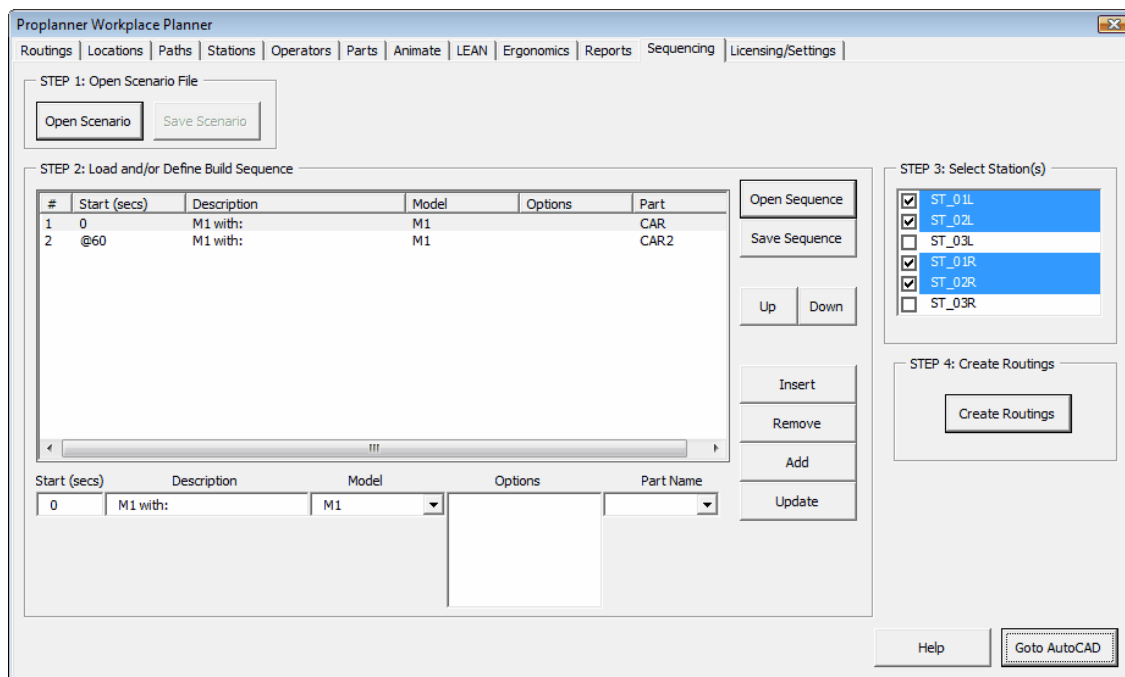 Proplanner Workplace Planner
Routings Locations Paths Stations Operators Parts Animate LEAN Ergonomics Reports Sequencing Licensing/Settings
STEP 1: Open Scenario File
Open Scenario Save Scenario
STEP 2: Load and/or Define Build Sequence
# Start (secs) Description Model Options Part
1 0 M1 with: M1 CAR
2 @60 M1 with: M1 CAR2
Open Sequence
Save Sequence
Up Down
Insert
Remove
Add
Update
Start (secs) Description Model Options Part Name
0 M1 with: M1
STEP 3: Select Station(s)
ST_01L
ST_02L
ST_03L
ST_01R
ST_02R
ST_03R
STEP 4: Create Routings
Create Routings
Help Goto AutoCAD